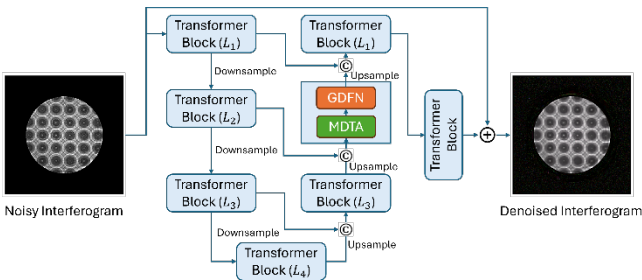 Transformer
Block (L₁)
Transformer
Block (L₁)
©
Downsample
Upsample
GDFN
MDTA
Transformer
Block (L₂)
Transformer
Block
©
Downsample
Upsample
Transformer
Block (L₃)
Transformer
Block (L₃)
Noisy Interferogram
Denoised Interferogram
©
Downsample
Upsample
Transformer
Block (L₄)